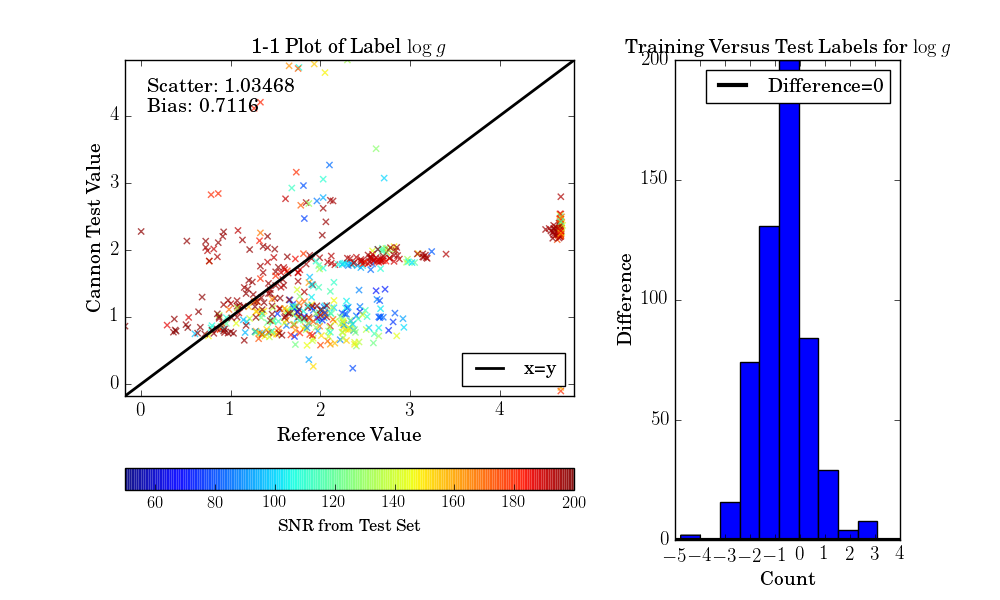 1-1 Plot of Label log g
Scatter: 1.03468
Bias: 0.7116
Cannon Test Value
4
3
2
1
0
x=y
0 1 2 3 4
Reference Value
60 80 100 120 140 160 180 200
SNR from Test Set
Training Versus Test Labels for log g
Difference=0
Difference
200
150
100
50
0
−5 −4 −3 −2 −1 0 1 2 3 4
Count